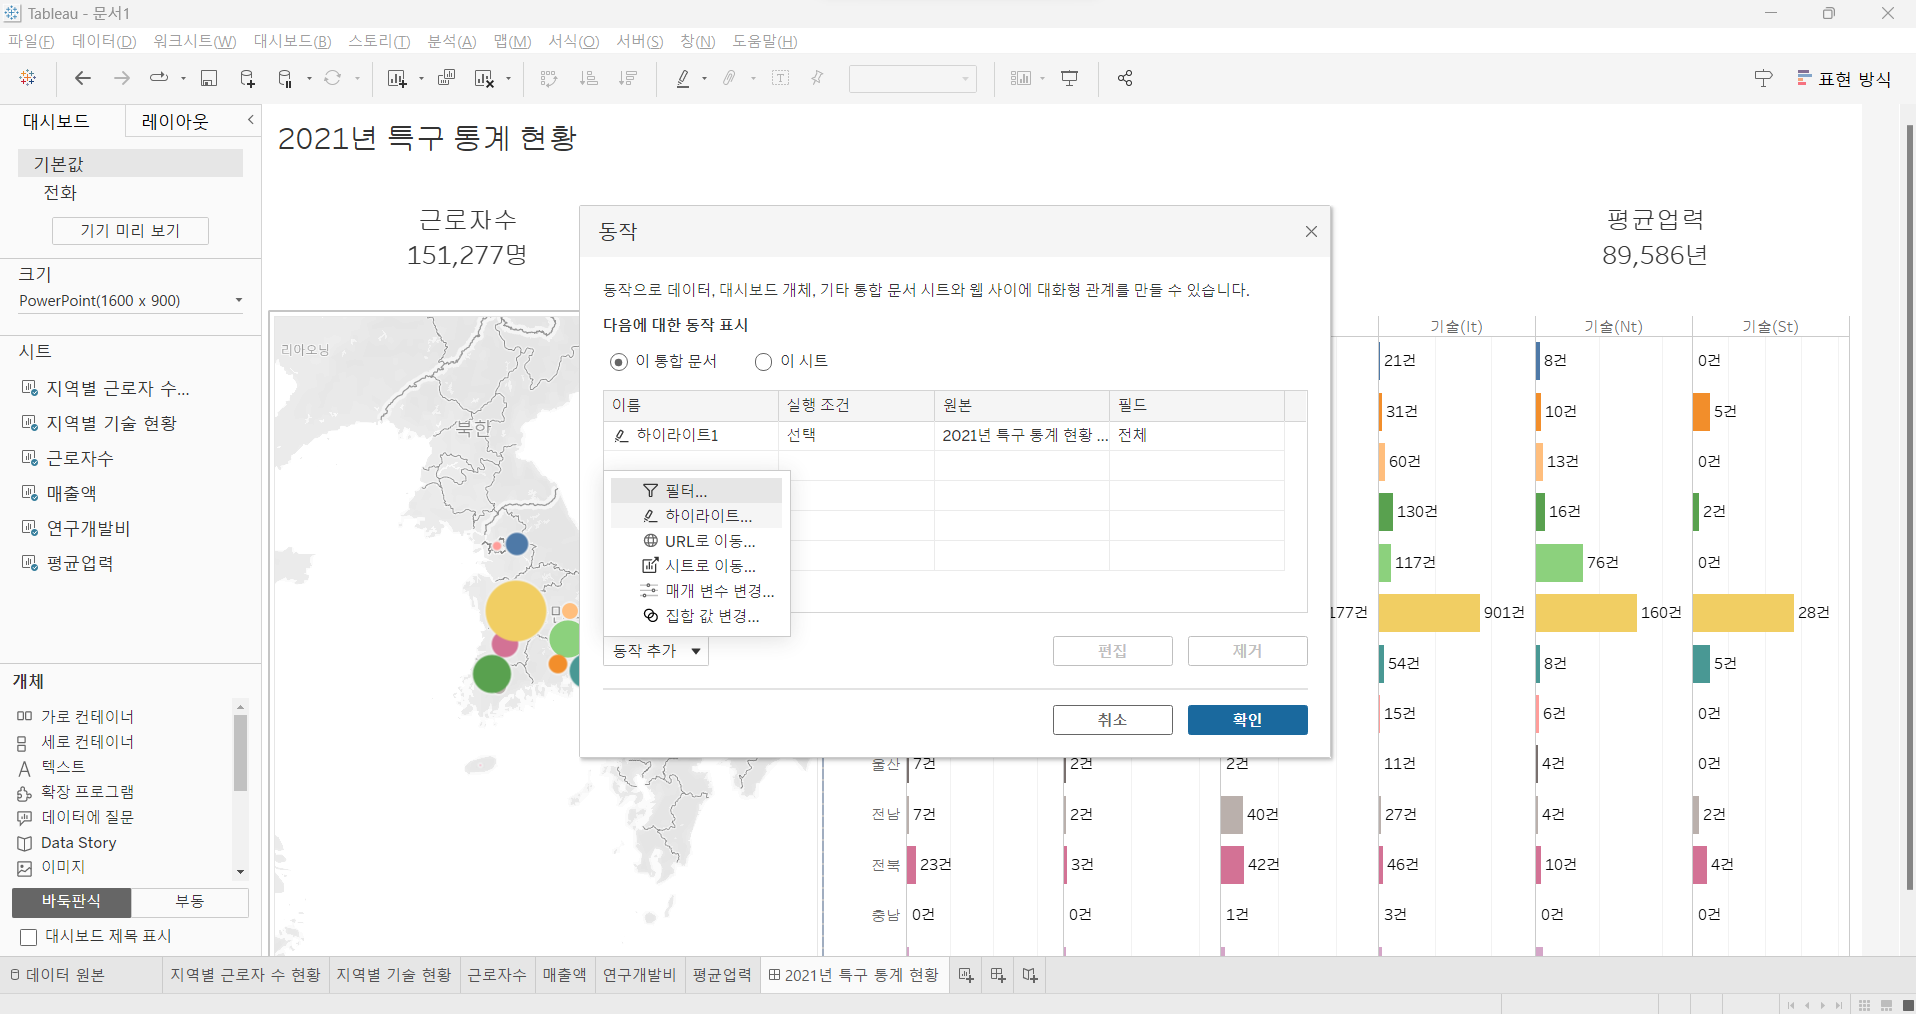 Tableau - 문서1
파일(F) 데이터(D) 워크시트(W) 대시보드(B) 스토리(T) 분석(A) 맵(M) 서식(O) 서버(S) 창(N) 도움말(H)
표현 방식
대시보드 레이아웃
기본값
전화
기기 미리 보기
크기
PowerPoint(1600 x 900)
시트
지역별 근로자 수...
지역별 기술 현황
근로자수
매출액
연구개발비
평균업력
개체
가로 컨테이너
세로 컨테이너
텍스트
확장 프로그램
데이터에 질문
Data Story
이미지
바둑판식 부동
대시보드 제목 표시
2021년 특구 통계 현황
근로자수
151,277명
평균업력
89,586년
리아오닝
북한
동작
동작으로 데이터, 대시보드 개체, 기타 통합 문서 시트와 웹 사이에 대화형 관계를 만들 수 있습니다.
다음에 대한 동작 표시
이 통합 문서 이 시트
이름 실행 조건 원본 필드
하이라이트1 선택 2021년 특구 통계 현황 ... 전체
필터...
하이라이트...
URL로 이동...
시트로 이동...
매개 변수 변경...
집합 값 변경...
동작 추가 편집 제거
취소 확인
기술(It) 기술(Nt) 기술(St)
21건 8건 0건
31건 10건 5건
60건 13건 0건
130건 16건 2건
117건 76건 0건
177건 901건 160건 28건
54건 8건 5건
15건 6건 0건
울산 7건 2건 2건 11건 4건 0건
전남 7건 2건 40건 27건 4건 2건
전북 23건 3건 42건 46건 10건 4건
충남 0건 0건 1건 3건 0건 0건
데이터 원본 지역별 근로자 수 현황 지역별 기술 현황 근로자수 매출액 연구개발비 평균업력 2021년 특구 통계 현황